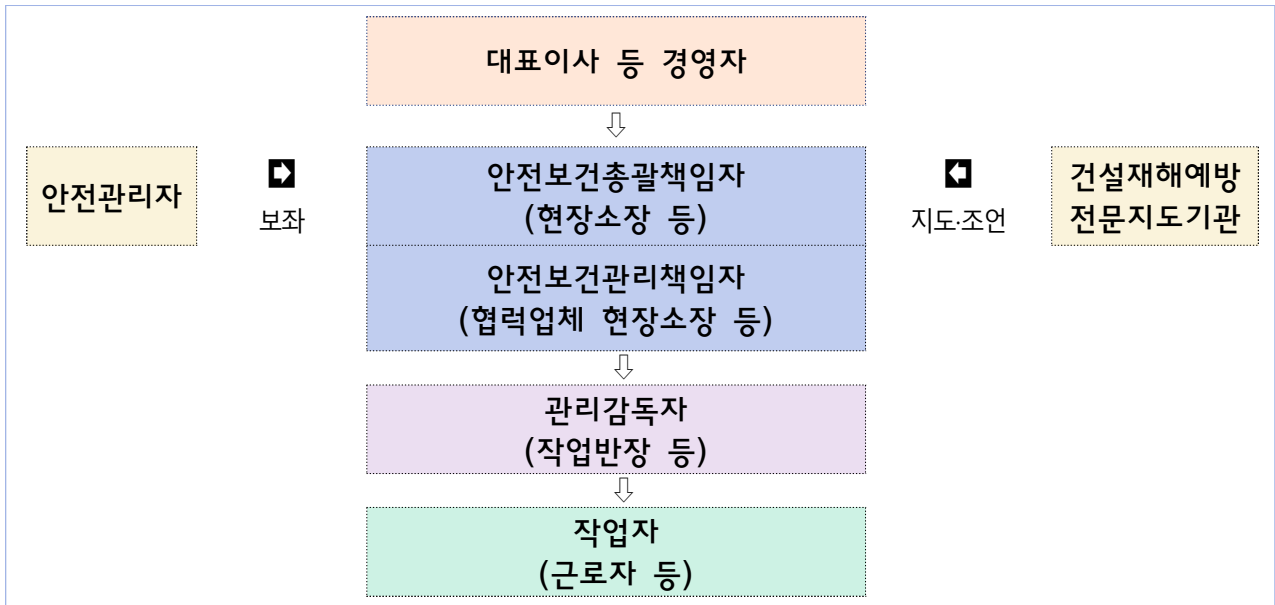 대표이사 등 경영자
안전관리자
보좌
안전보건총괄책임자
(현장소장 등)
지도·조언
건설재해예방
전문지도기관
안전보건관리책임자
(협럭업체 현장소장 등)
관리감독자
(작업반장 등)
작업자
(근로자 등)